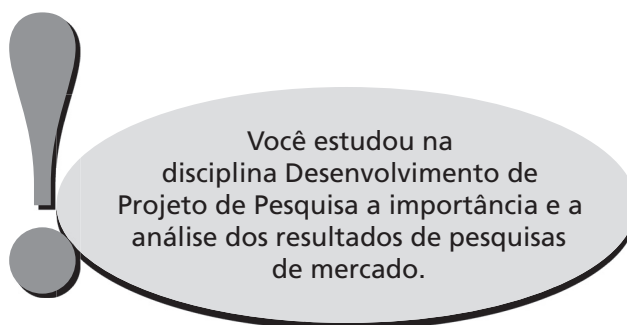 Você estudou na
disciplina Desenvolvimento de
Projeto de Pesquisa a importância e a
análise dos resultados de pesquisas
de mercado.